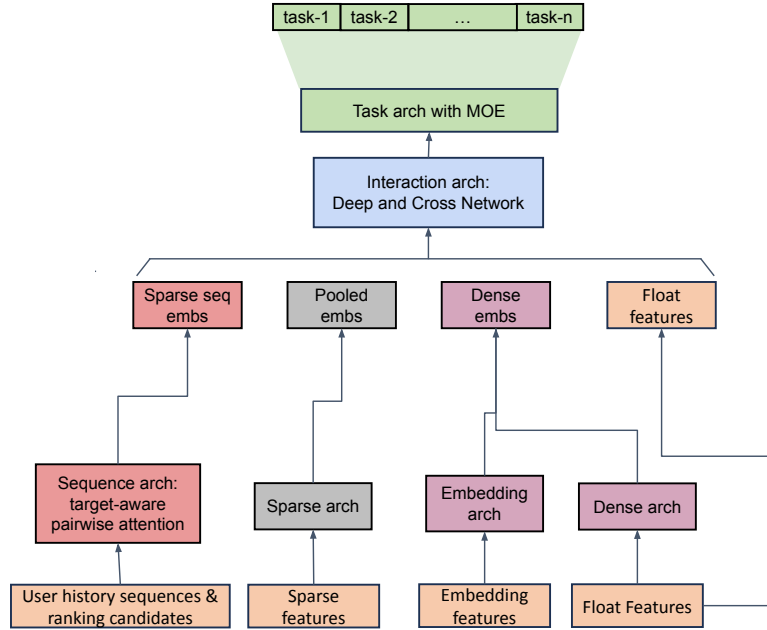 task-1 task-2 ... task-n
Task arch with MOE
Interaction arch:
Deep and Cross Network
Sparse seq
embs
Pooled
embs
Dense
embs
Float
features
Sequence arch:
target-aware
pairwise attention
Sparse arch
Embedding
arch
Dense arch
User history sequences &
ranking candidates
Sparse
features
Embedding
features
Float Features